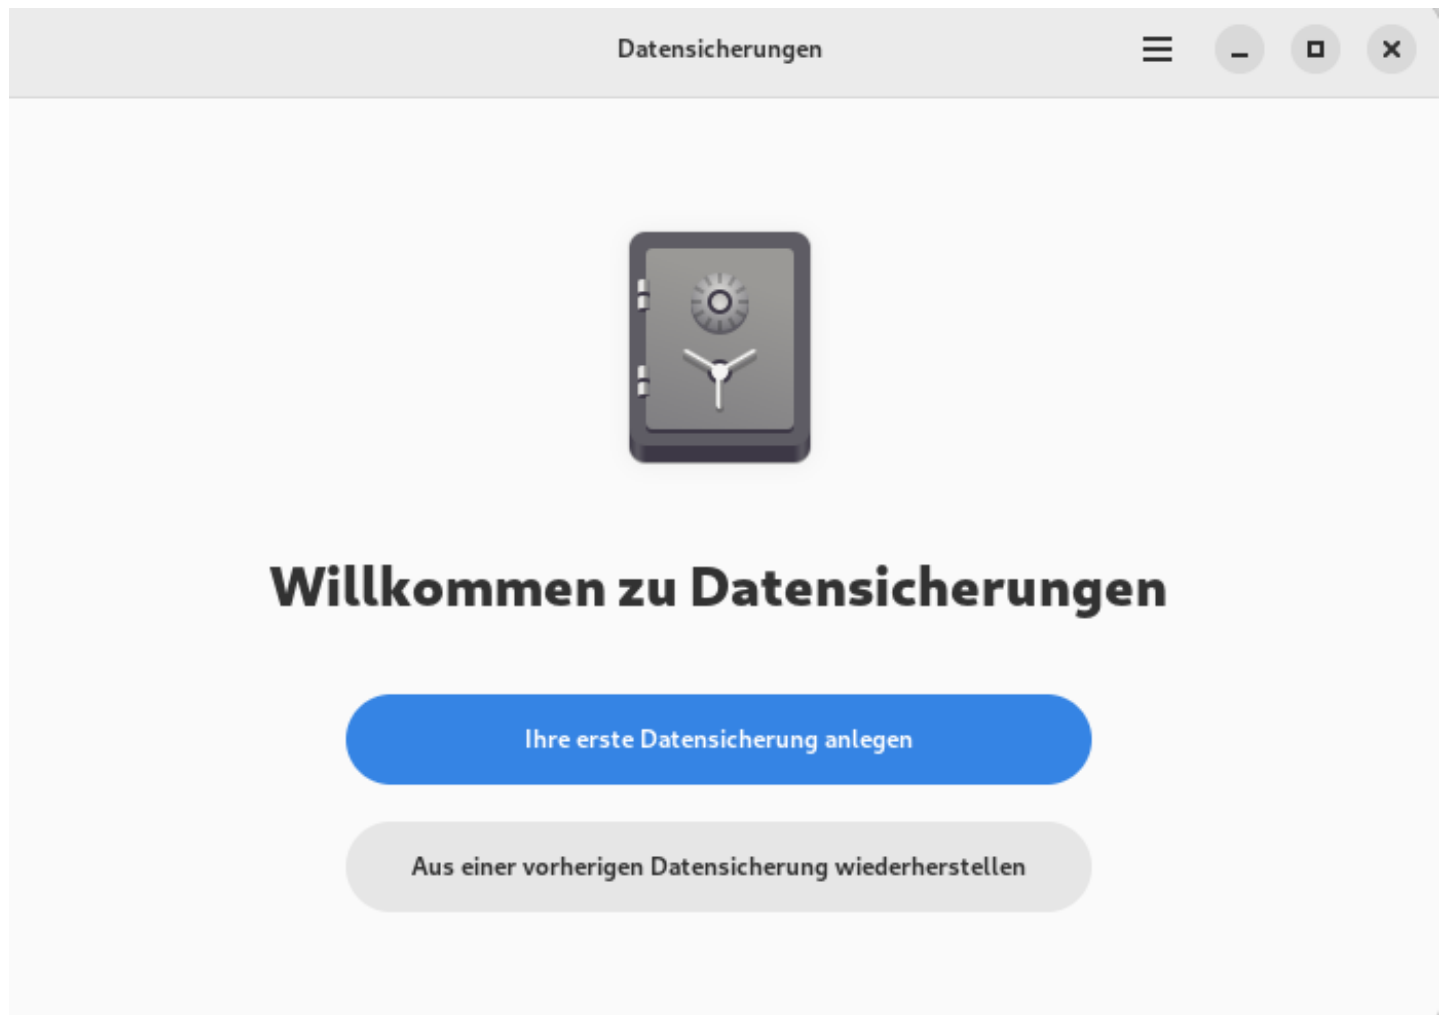 Datensicherungen
Willkommen zu Datensicherungen
Ihre erste Datensicherung anlegen
Aus einer vorherigen Datensicherung wiederherstellen